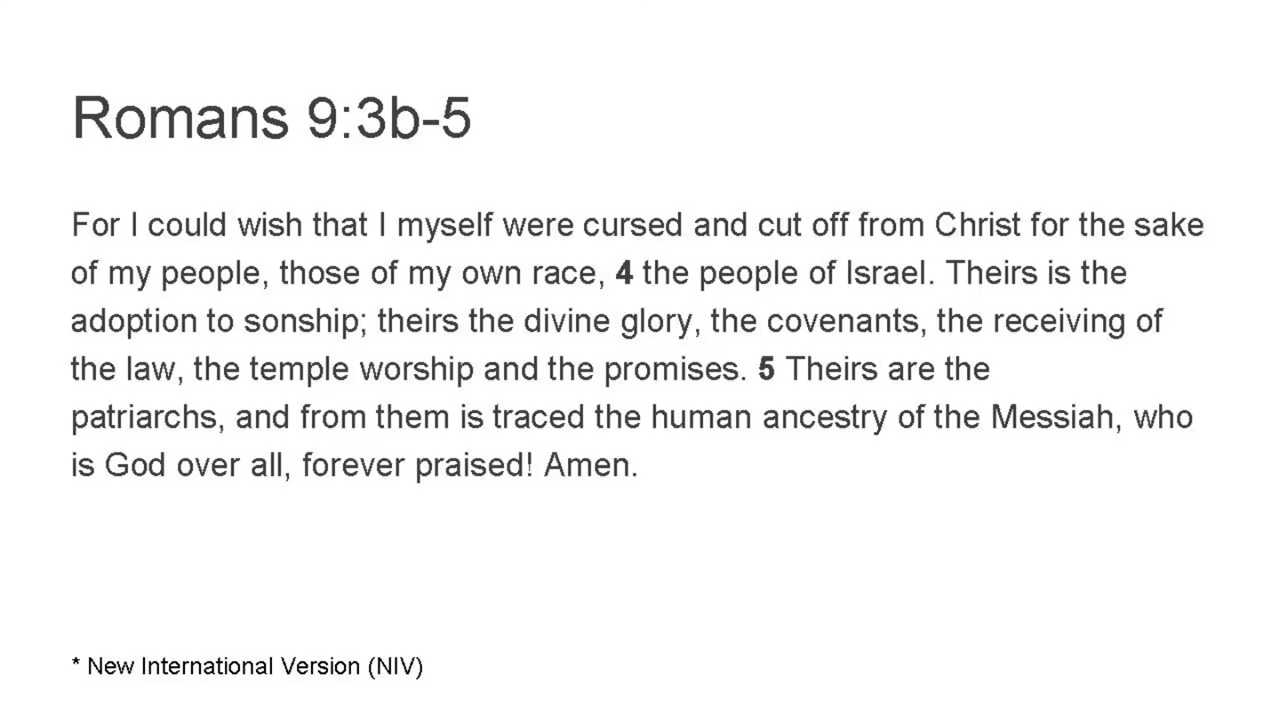 Romans 9:3b-5
For I could wish that I myself were cursed and cut off from Christ for the sake
of my people, those of my own race, 4 the people of Israel. Theirs is the
adoption to sonship; theirs the divine glory, the covenants, the receiving of
the law, the temple worship and the promises. 5 Theirs are the
patriarchs, and from them is traced the human ancestry of the Messiah, who
is God over all, forever praised! Amen.
* New International Version (NIV)